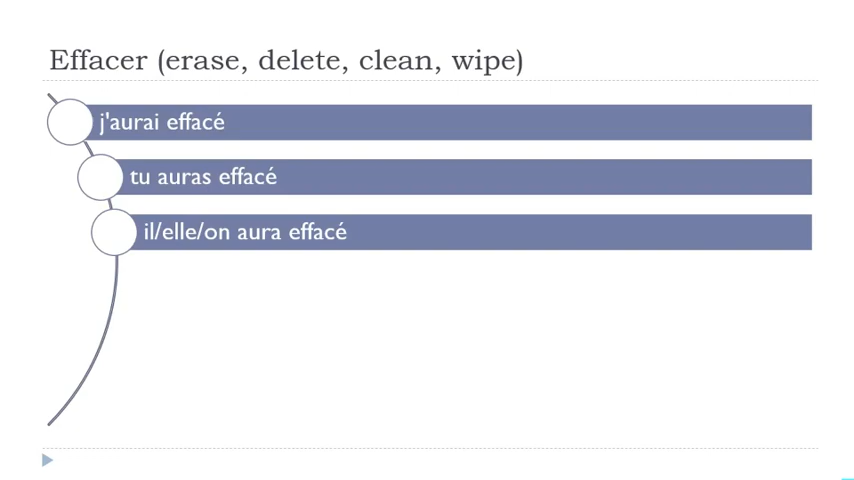 Effacer (erase, delete, clean, wipe)
j'aurai effacé
tu auras effacé
il/elle/on aura effacé